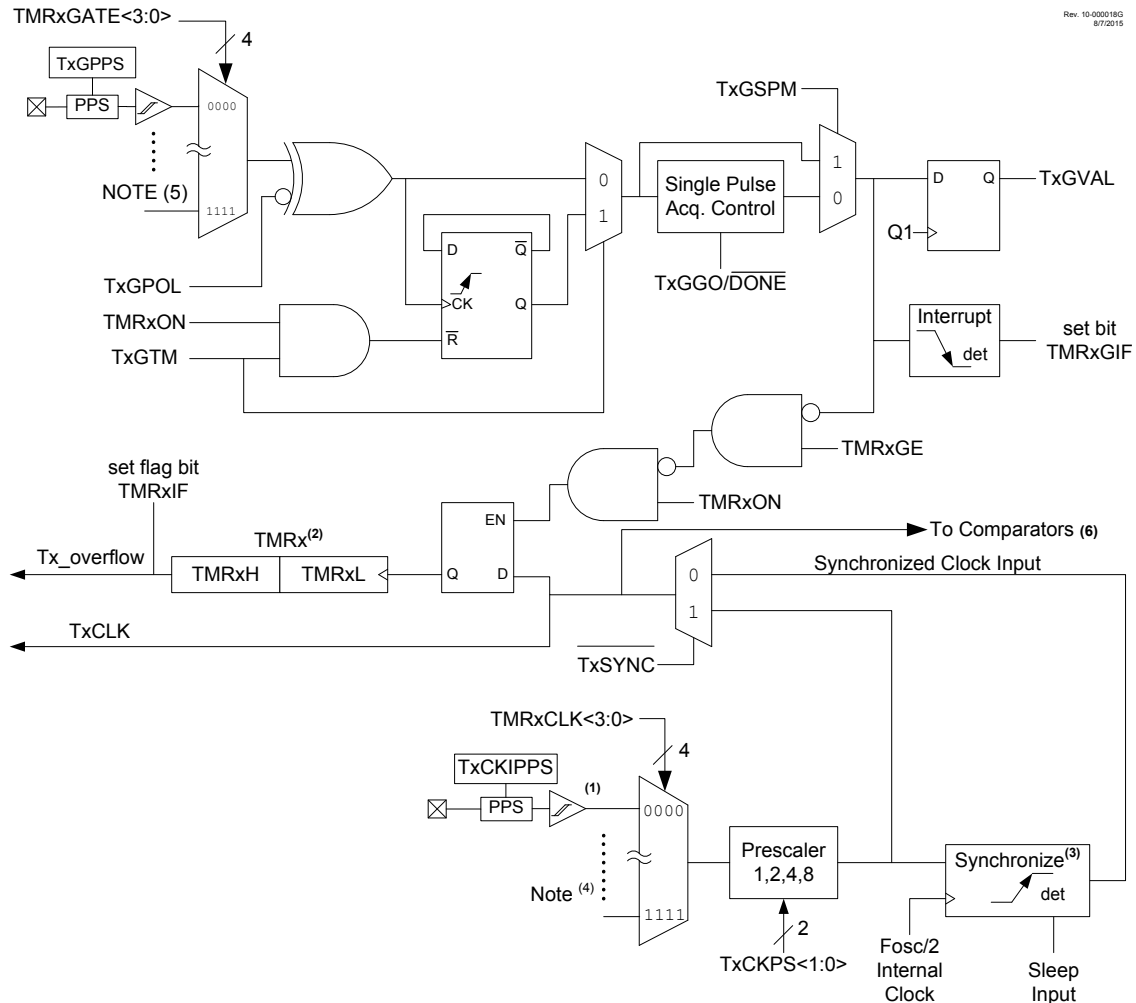 Rev. 10-000018G
8/7/2015
TMRxGATE<3:0>
4
TxGPPS
PPS
0000
NOTE (5)
1111
TxGPOL
TMRxON
TxGTM
D
Q
CK
Q
R
0
1
TxGSPM
Single Pulse
Acq. Control
TxGGO/DONE
1
0
D
Q
Q1
TxGVAL
Interrupt
det
set bit
TMRxGIF
TMRxGE
TMRxON
set flag bit
TMRxIF
Tx_overflow
TMRx(2)
TMRxH
TMRxL
EN
Q
D
TxCLK
To Comparators (6)
Synchronized Clock Input
0
1
TxSYNC
TMRxCLK<3:0>
4
TxCKIPPS
PPS
(1)
0000
Note (4)
1111
Prescaler
1,2,4,8
2
TxCKPS<1:0>
Synchronize(3)
det
Fosc/2
Internal
Clock
Sleep
Input